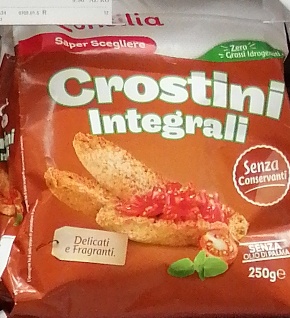 Saper Scegliere
Zero
Grassi Idrogenati
Crostini
Integrali
Senza
Conservanti
Delicati
e Fragranti.
SENZA
OLIO DI PALMA
250g e